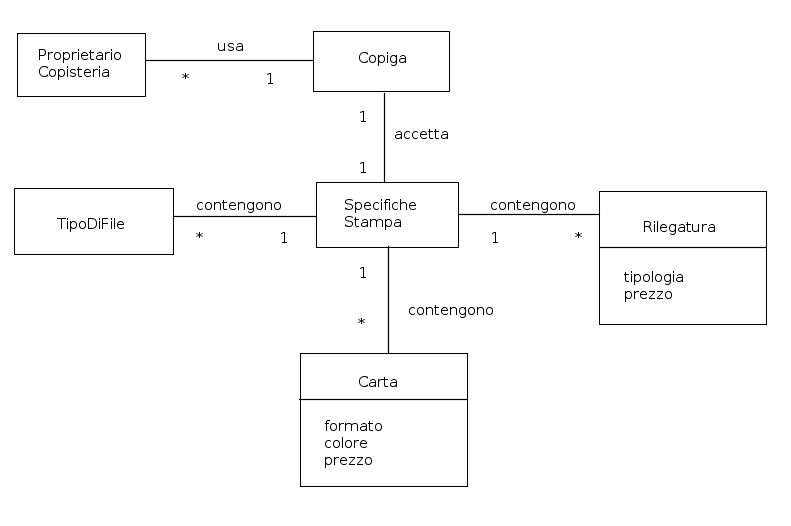 Proprietario
Copisteria
usa
*
1
Copiga
1
accetta
1
TipoDiFile
contengono
*
1
Specifiche
Stampa
contengono
1
*
Rilegatura
tipologia
prezzo
1
contengono
*
Carta
formato
colore
prezzo